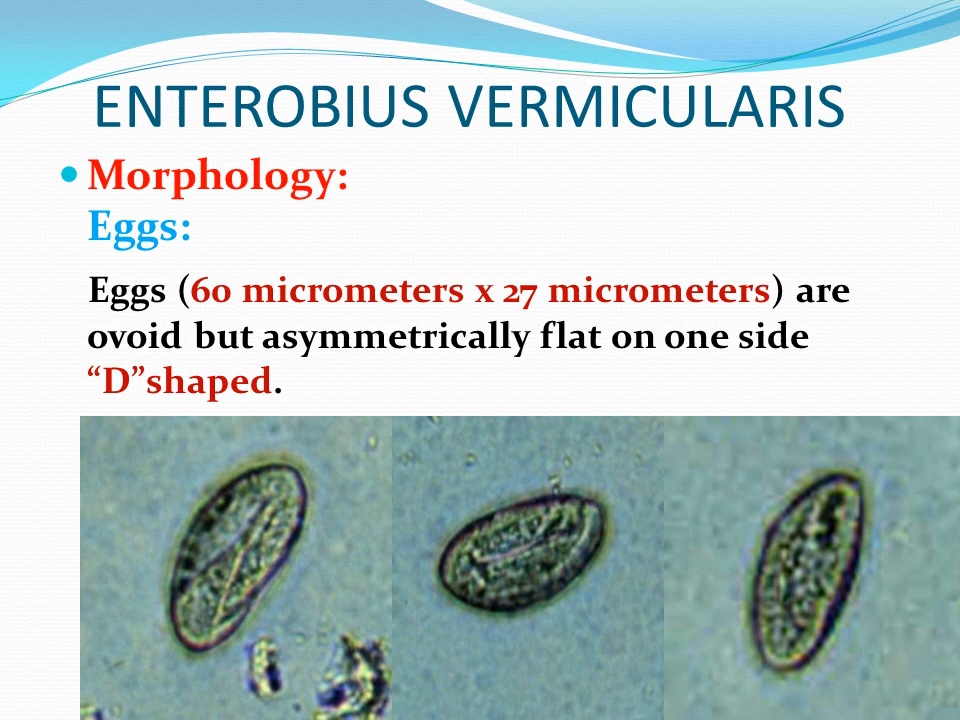 ENTEROBIUS VERMICULARIS
• Morphology:
Eggs:
Eggs (60 micrometers x 27 micrometers) are
ovoid but asymmetrically flat on one side
“D”shaped.